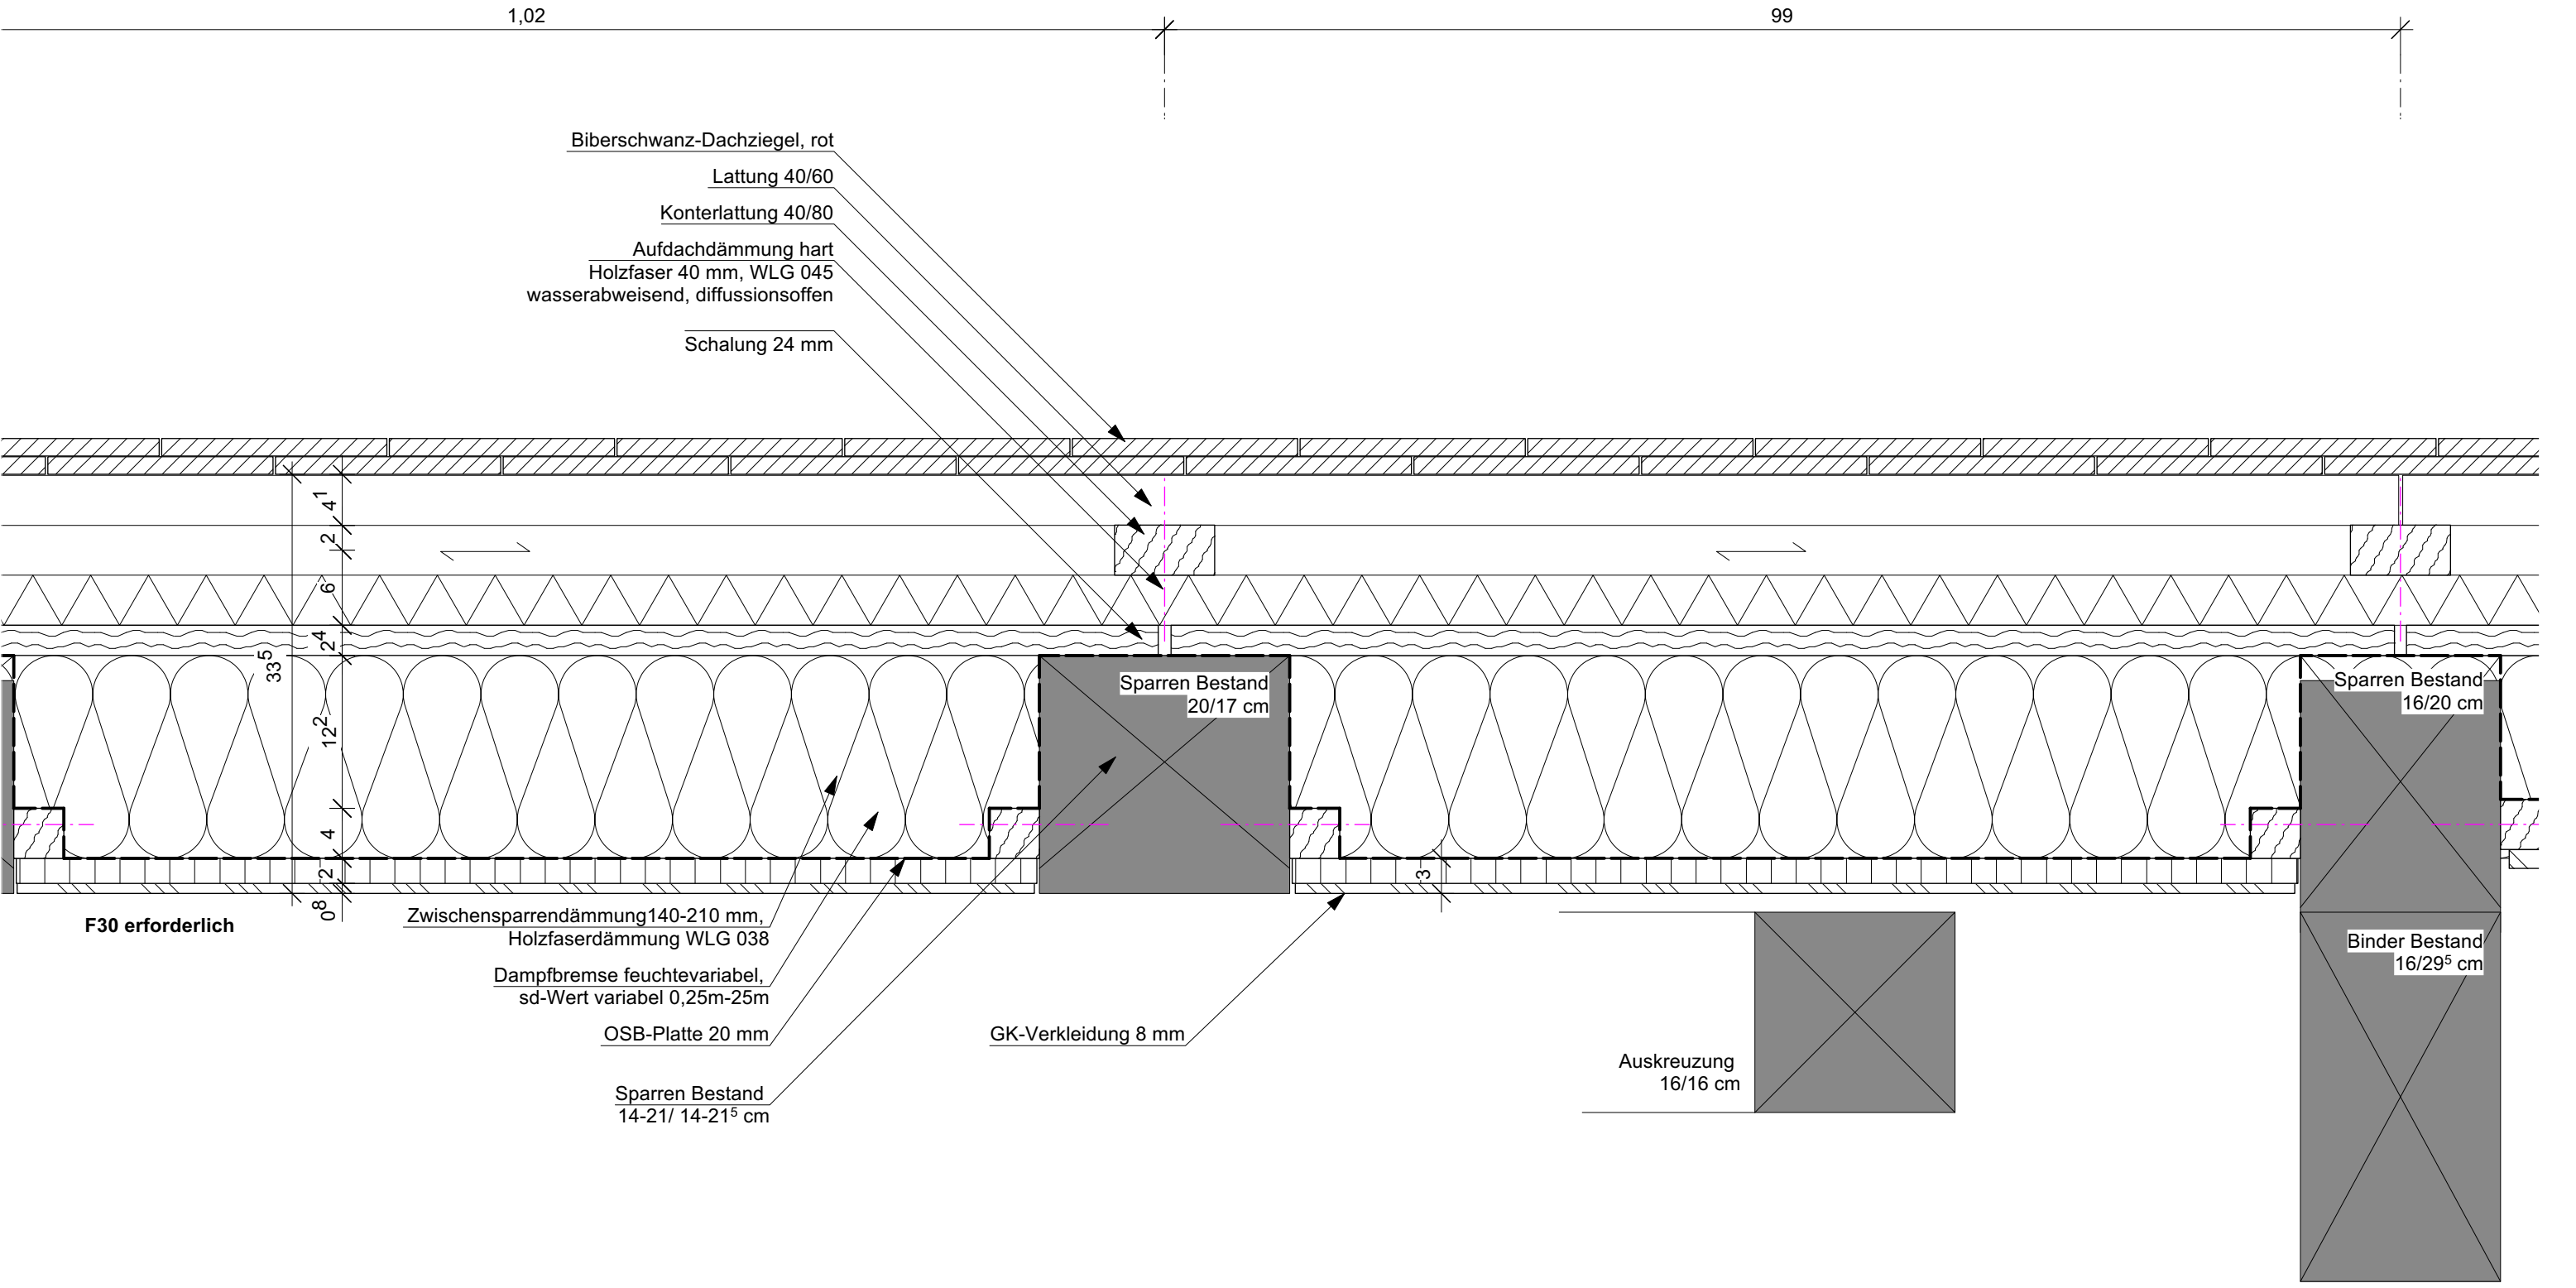 1,02
99
Biberschwanz-Dachziegel, rot
Lattung 40/60
Konterlattung 40/80
Aufdachdämmung hart
Holzfaser 40 mm, WLG 045
wasserabweisend, diffussionsoffen
Schalung 24 mm
4¹
2
6
2⁴
33⁵
12²
4
2
0⁸
Sparren Bestand
20/17 cm
Sparren Bestand
16/20 cm
3
F30 erforderlich
Zwischensparrendämmung140-210 mm,
Holzfaserdämmung WLG 038
Dampfbremse feuchtevariabel,
sd-Wert variabel 0,25m-25m
OSB-Platte 20 mm
Sparren Bestand
14-21/ 14-21⁵ cm
GK-Verkleidung 8 mm
Auskreuzung
16/16 cm
Binder Bestand
16/29⁵ cm